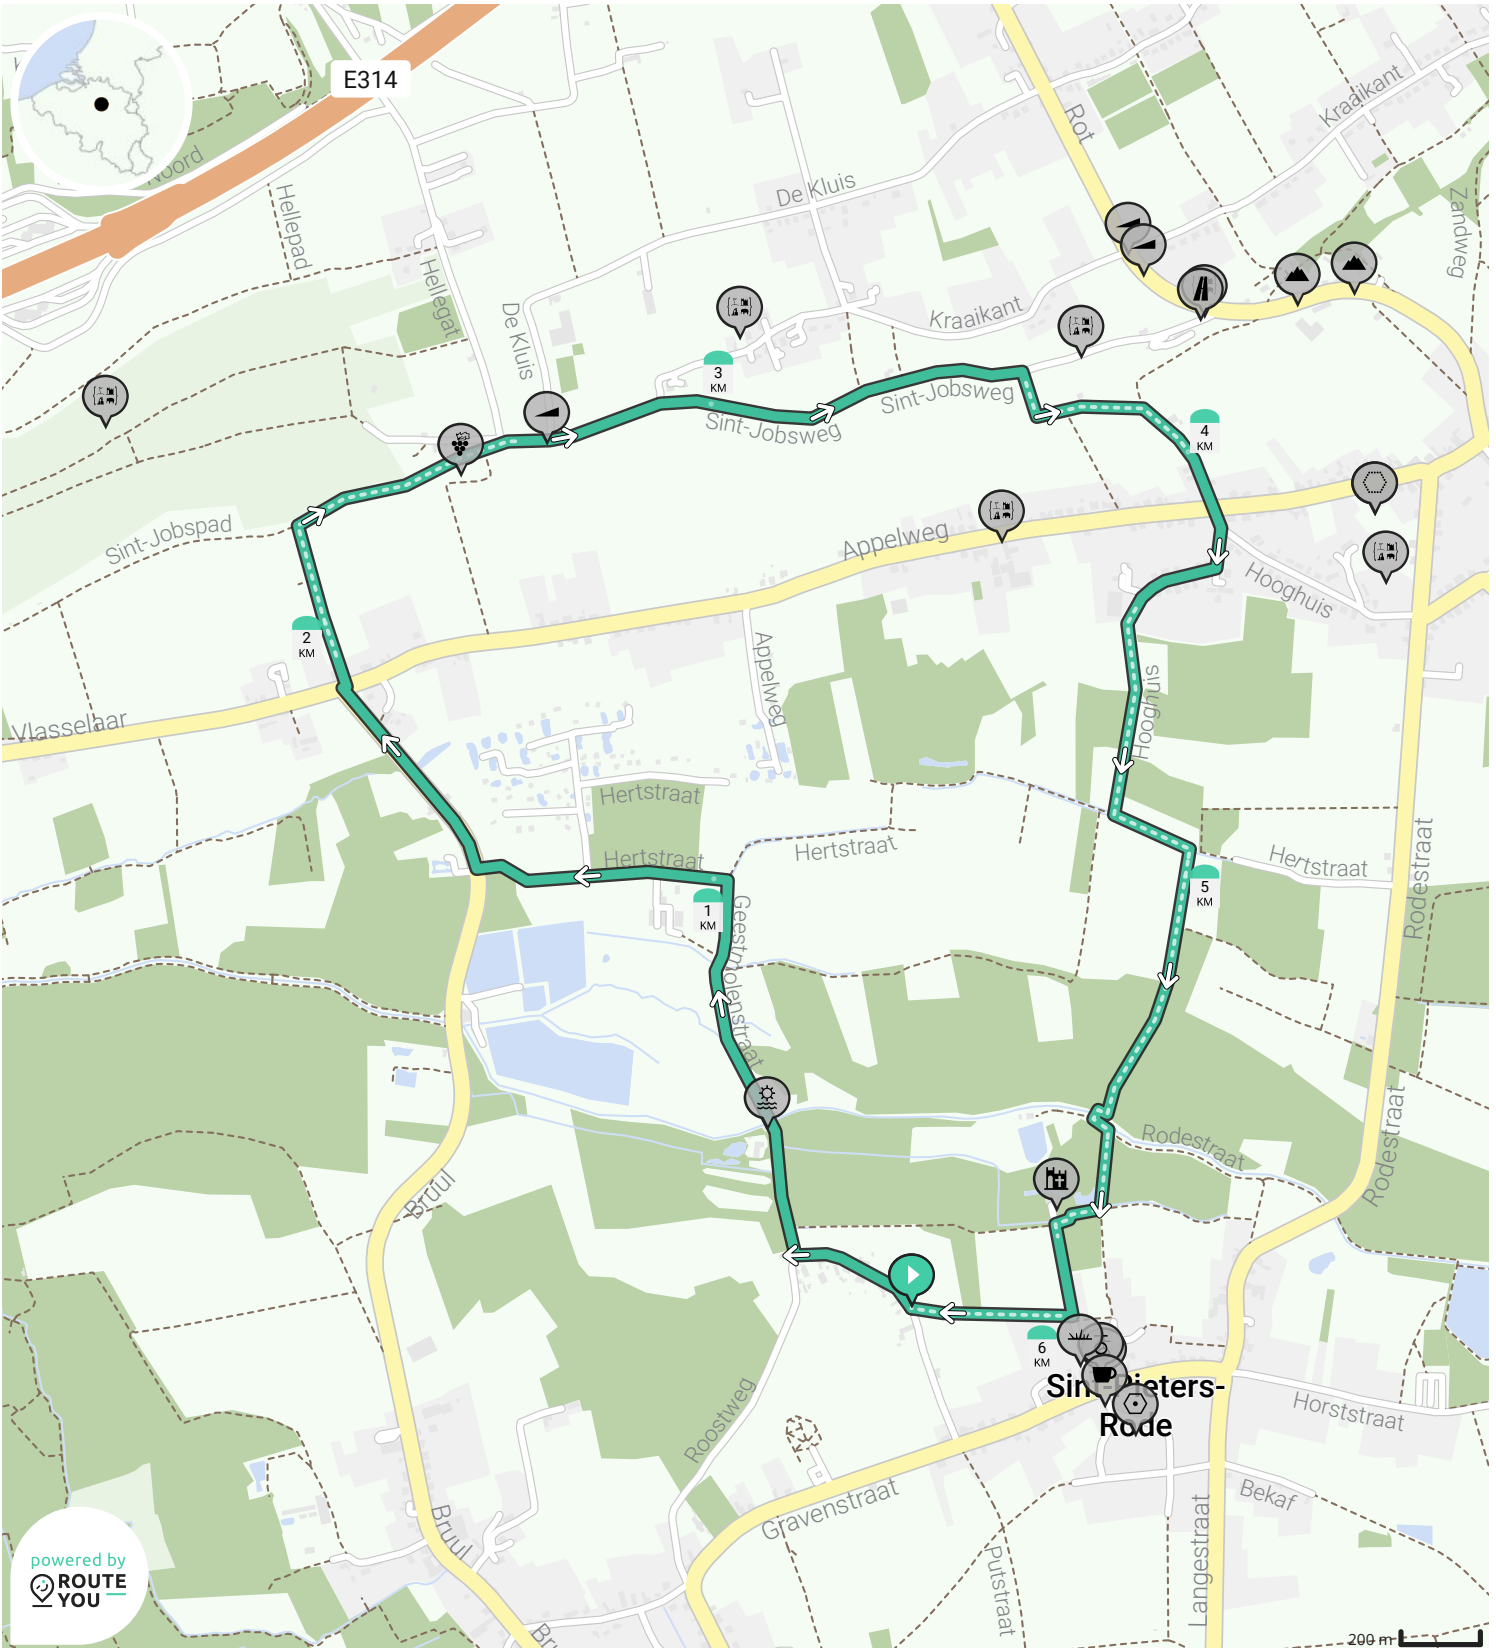 E314
Noord
Hellepad
Hellegat
De Kluis
De Kluis
Rot
Kraaikant
Zandweg
Kraaikant
3
KM
Sint-Jobsweg
Sint-Jobsweg
4
KM
Sint-Jobspad
Appelweg
Hooghuis
2
KM
Appelweg
Hooghuis
Vlasselaar
Hertstraat
Hertstraat
Hertstraat
Hertstraat
Rodestraat
1
KM
5
KM
Geestmolenstraat
Rodestraat
Rodestraat
Bruul
6
KM
Sint-Pieters-
Rode
Roostweg
Horststraat
Gravenstraat
Bekaf
Langestraat
Putstraat
Bruul
powered by
ROUTE
YOU
200 m